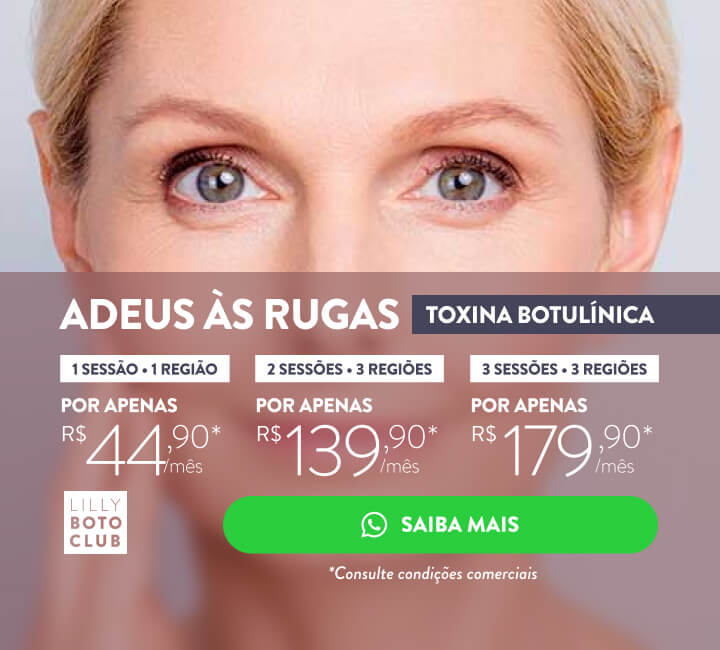 ADEUS ÀS RUGAS TOXINA BOTULÍNICA
1 SESSÃO • 1 REGIÃO
POR APENAS
R$ 44,90*
/mês
2 SESSÕES • 3 REGIÕES
POR APENAS
R$ 139,90*
/mês
3 SESSÕES • 3 REGIÕES
POR APENAS
R$ 179,90*
/mês
LILLY
BOTO
CLUB
SAIBA MAIS
*Consulte condições comerciais